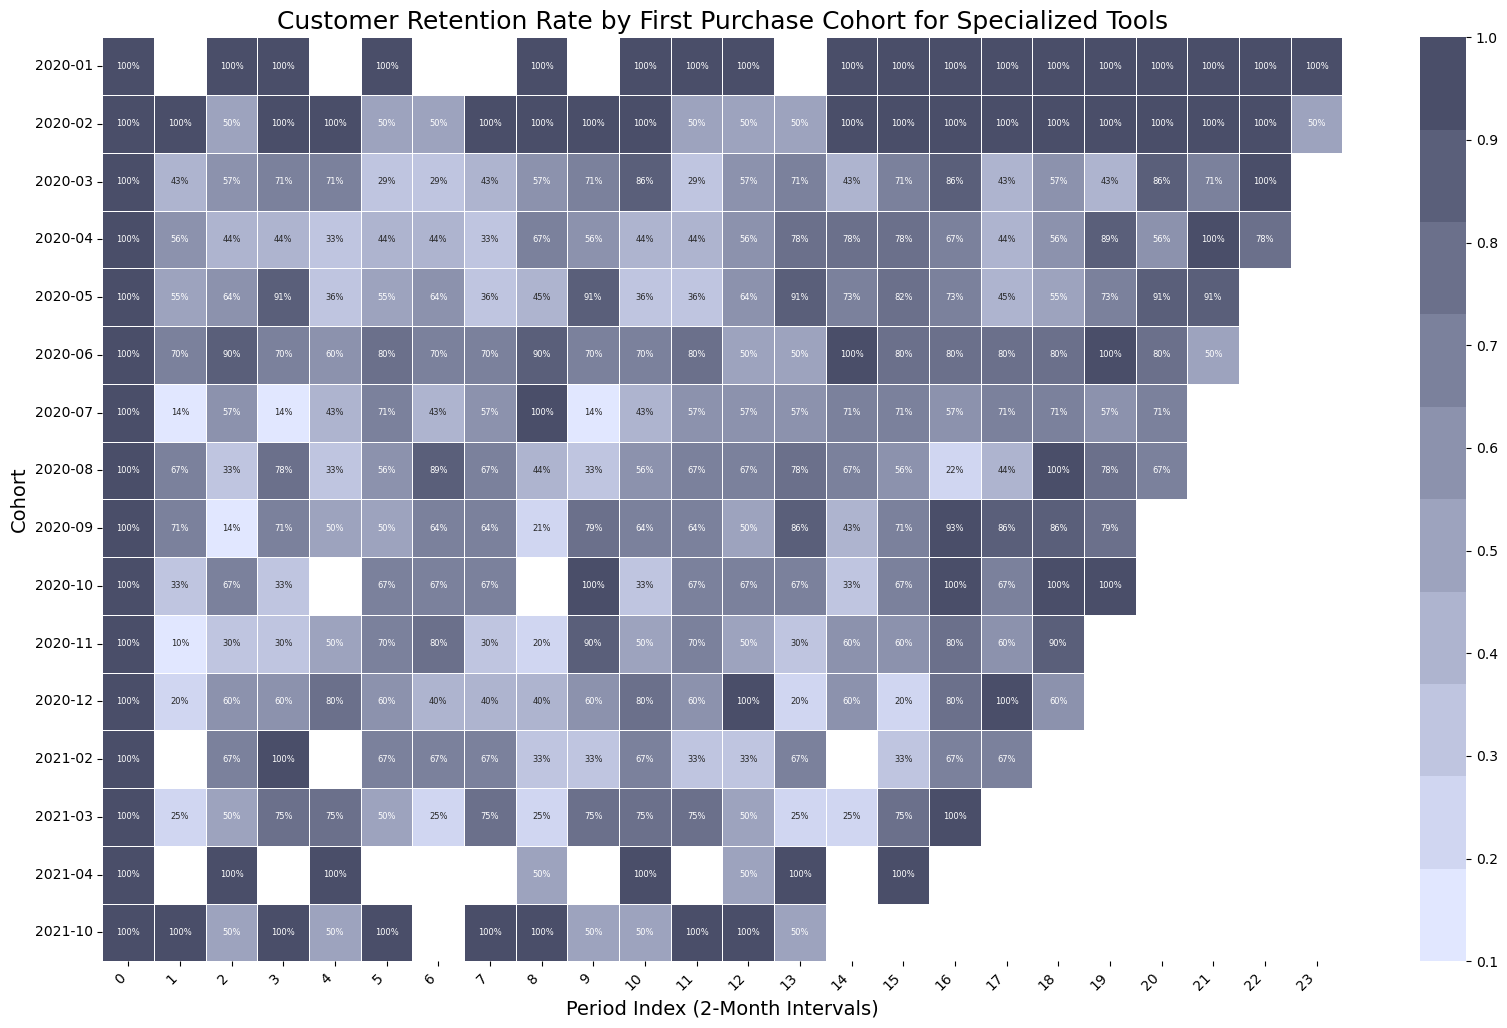 Customer Retention Rate by First Purchase Cohort for Specialized Tools
2020-01 100% 100% 100% 100% 100% 100% 100% 100% 100% 100% 100% 100% 100% 100% 100% 100% 100% 100%
2020-02 100% 100% 50% 100% 100% 50% 50% 100% 100% 100% 100% 50% 50% 50% 100% 100% 100% 100% 100% 100% 100% 100% 100% 50%
2020-03 100% 43% 57% 71% 71% 29% 29% 43% 57% 71% 86% 29% 57% 71% 43% 71% 86% 43% 57% 43% 86% 71% 100%
2020-04 100% 56% 44% 44% 33% 44% 44% 33% 67% 56% 44% 44% 56% 78% 78% 78% 67% 44% 56% 89% 56% 100% 78%
2020-05 100% 55% 64% 91% 36% 55% 64% 36% 45% 91% 36% 36% 64% 91% 73% 82% 73% 45% 55% 73% 91% 91%
2020-06 100% 70% 90% 70% 60% 80% 70% 70% 90% 70% 70% 80% 50% 50% 100% 80% 80% 80% 80% 100% 80% 50%
2020-07 100% 14% 57% 14% 43% 71% 43% 57% 100% 14% 43% 57% 57% 57% 71% 71% 57% 71% 71% 57% 71%
2020-08 100% 67% 33% 78% 33% 56% 89% 67% 44% 33% 56% 67% 67% 78% 67% 56% 22% 44% 100% 78% 67%
2020-09 100% 71% 14% 71% 50% 50% 64% 64% 21% 79% 64% 64% 50% 86% 43% 71% 93% 86% 86% 79%
2020-10 100% 33% 67% 33% 67% 67% 67% 100% 33% 67% 67% 67% 33% 67% 100% 67% 100% 100%
2020-11 100% 10% 30% 30% 50% 70% 80% 30% 20% 90% 50% 70% 50% 30% 60% 60% 80% 60% 90%
2020-12 100% 20% 60% 60% 80% 60% 40% 40% 40% 60% 80% 60% 100% 20% 60% 20% 80% 100% 60%
2021-02 100% 67% 100% 67% 67% 67% 33% 33% 67% 33% 33% 67% 33% 67% 67%
2021-03 100% 25% 50% 75% 75% 50% 25% 75% 25% 75% 75% 75% 50% 25% 25% 75% 100%
2021-04 100% 100% 100% 50% 100% 50% 100% 100%
2021-10 100% 100% 50% 100% 50% 100% 100% 100% 50% 50% 100% 100% 50%
0 1 2 3 4 5 6 7 8 9 10 11 12 13 14 15 16 17 18 19 20 21 22 23
Period Index (2-Month Intervals)
Cohort
1.0
0.9
0.8
0.7
0.6
0.5
0.4
0.3
0.2
0.1